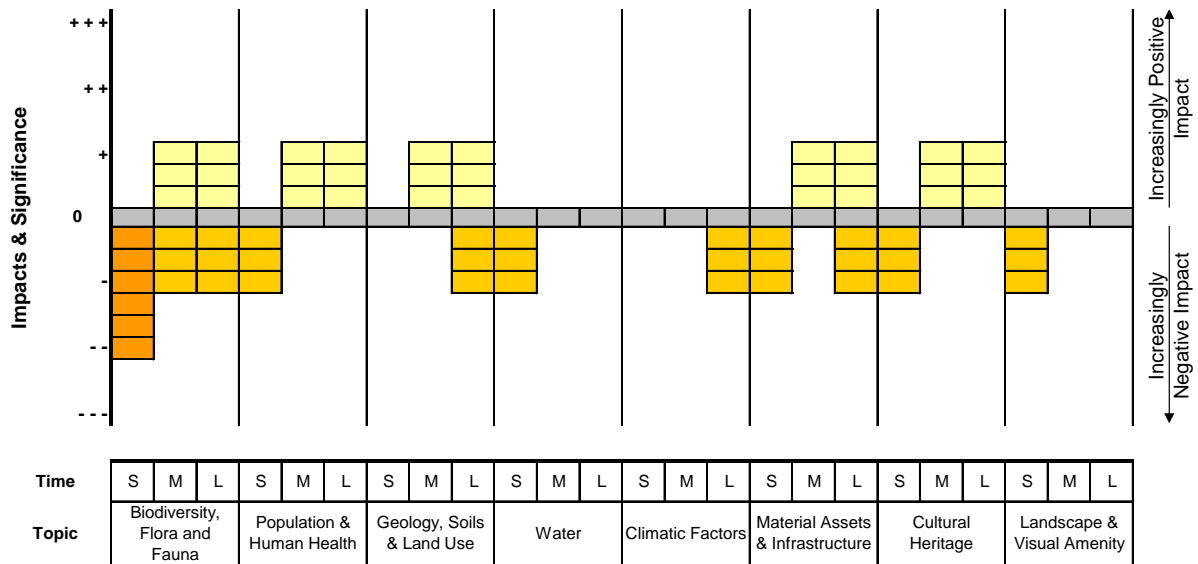 + + +
+ +
+
0
-
- -
- - -
Impacts & Significance
Increasingly Positive
Impact
Increasingly
Negative Impact
Time S M L S M L S M L S M L S M L S M L S M L S M L
Topic
Biodiversity,
Flora and
Fauna
Population &
Human Health
Geology, Soils
& Land Use
Water
Climatic Factors
Material Assets
& Infrastructure
Cultural
Heritage
Landscape &
Visual Amenity